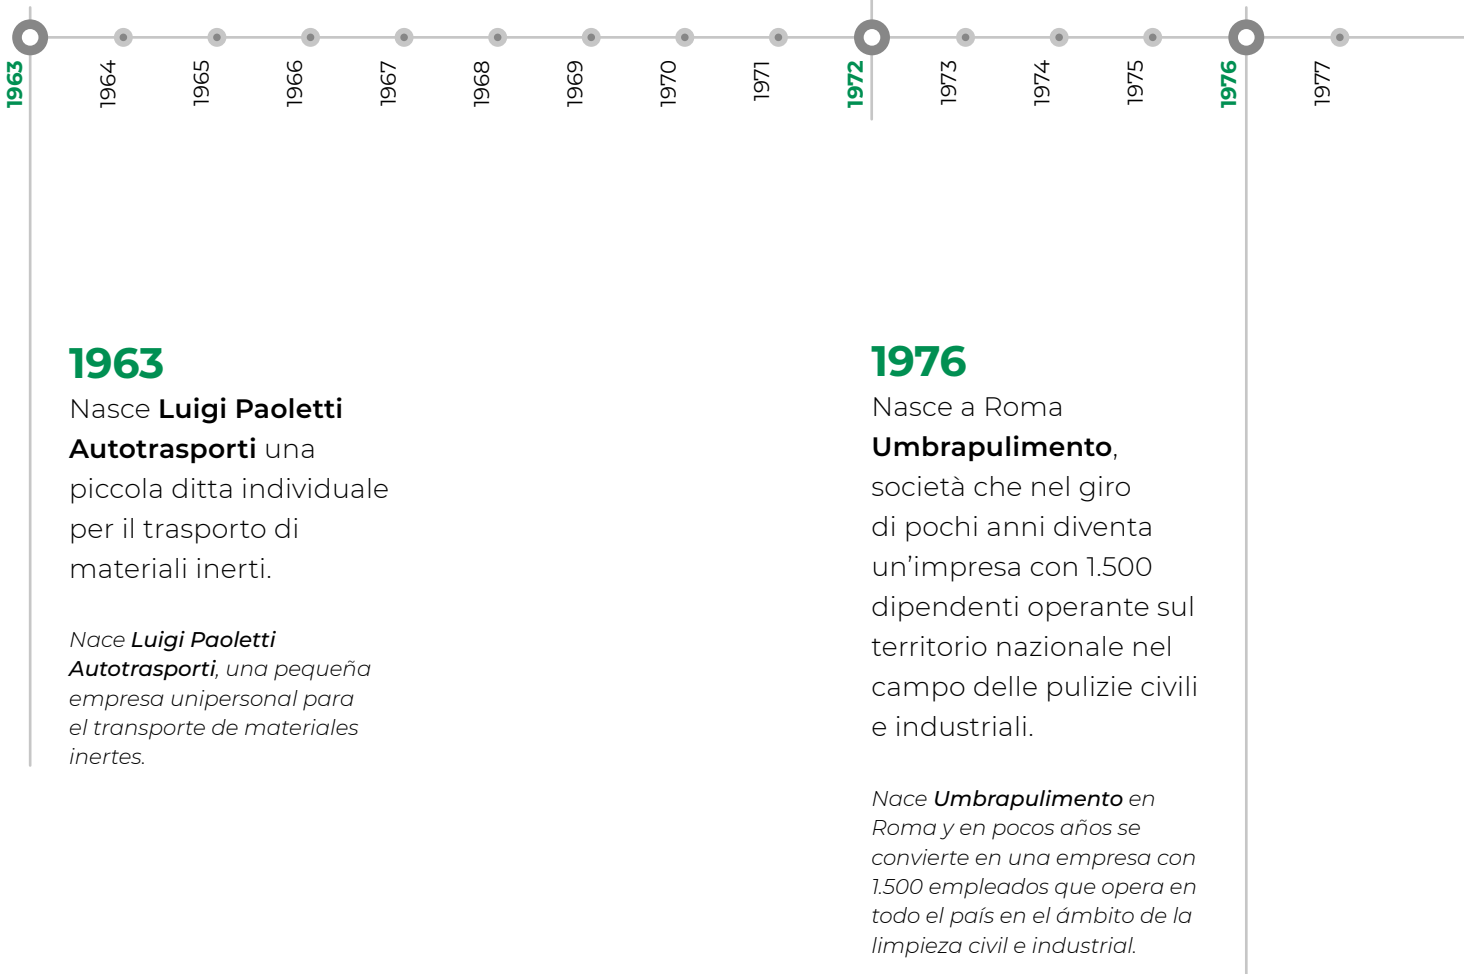 1963
1964
1965
1966
1967
1968
1969
1970
1971
1972
1973
1974
1975
1976
1977
1963
Nasce Luigi Paoletti
Autotrasporti una
piccola ditta individuale
per il trasporto di
materiali inerti.
Nace Luigi Paoletti
Autotrasporti, una pequeña
empresa unipersonal para
el transporte de materiales
inertes.
1976
Nasce a Roma
Umbrapulimento,
società che nel giro
di pochi anni diventa
un’impresa con 1.500
dipendenti operante sul
territorio nazionale nel
campo delle pulizie civili
e industriali.
Nace Umbrapulimento en
Roma y en pocos años se
convierte en una empresa con
1.500 empleados que opera en
todo el país en el ámbito de la
limpieza civil e industrial.